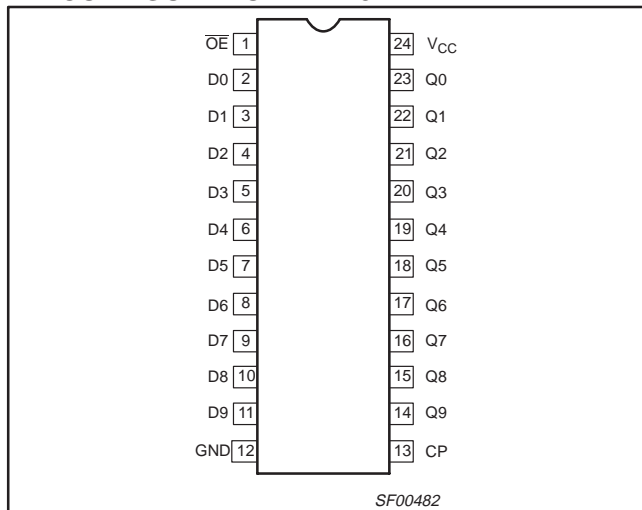 OE 1 24 VCC
D0 2 23 Q0
D1 3 22 Q1
D2 4 21 Q2
D3 5 20 Q3
D4 6 19 Q4
D5 7 18 Q5
D6 8 17 Q6
D7 9 16 Q7
D8 10 15 Q8
D9 11 14 Q9
GND 12 13 CP
SF00482